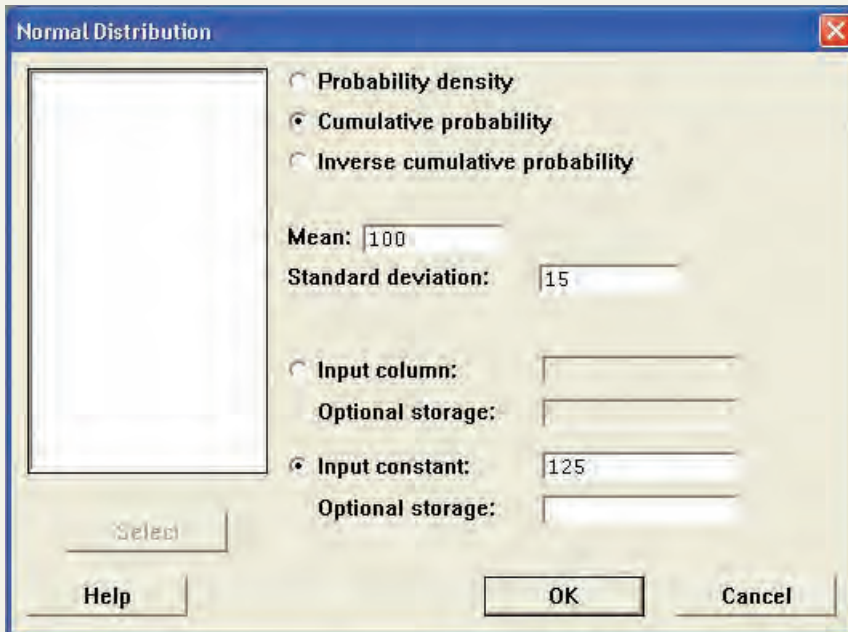 Normal Distribution
Probability density
Cumulative probability
Inverse cumulative probability
Mean: 100
Standard deviation: 15
Input column:
Optional storage:
Input constant: 125
Optional storage:
Select
Help
OK
Cancel